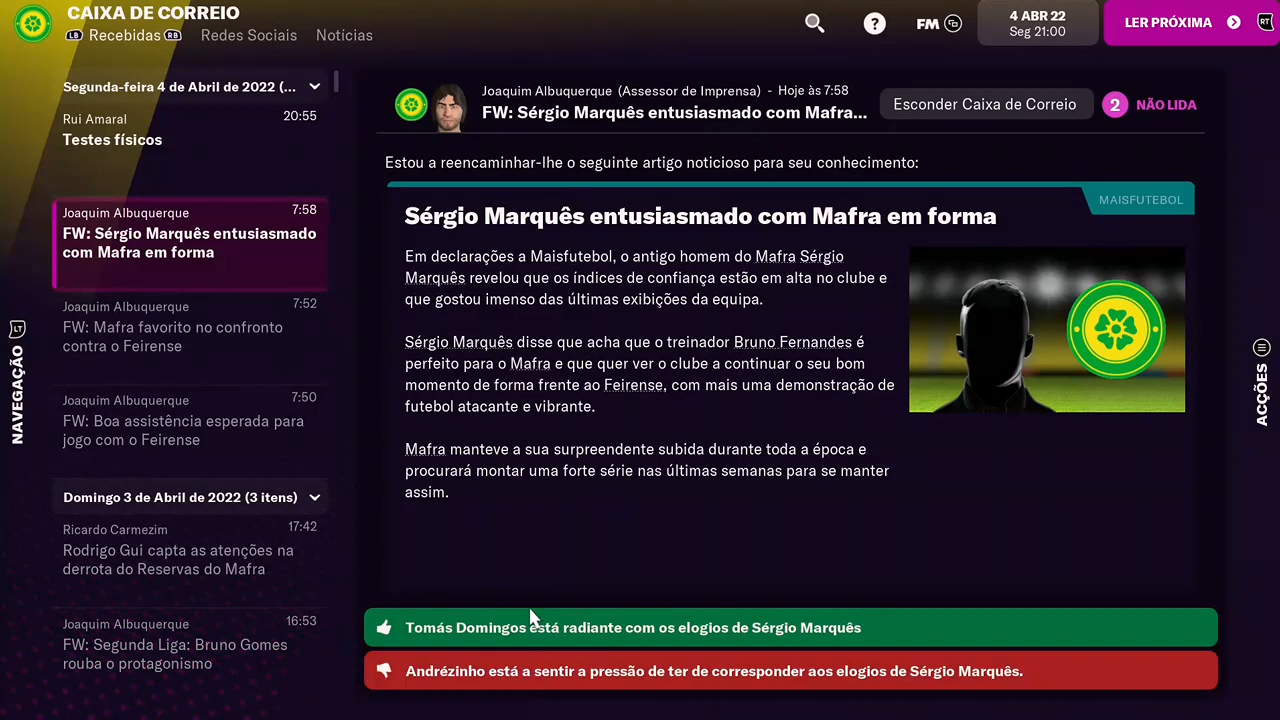 CAIXA DE CORREIO
LB Recebidas RB Redes Sociais Notícias
? FM
4 ABR 22
Seg 21:00
LER PRÓXIMA RT
Segunda-feira 4 de Abril de 2022 (...
Rui Amaral 20:55
Testes físicos
Joaquim Albuquerque 7:58
FW: Sérgio Marquês entusiasmado
com Mafra em forma
Joaquim Albuquerque 7:52
FW: Mafra favorito no confronto
contra o Feirense
Joaquim Albuquerque 7:50
FW: Boa assistência esperada para
jogo com o Feirense
Domingo 3 de Abril de 2022 (3 itens)
Ricardo Carmezim 17:42
Rodrigo Gui capta as atenções na
derrota do Reservas do Mafra
Joaquim Albuquerque 16:53
FW: Segunda Liga: Bruno Gomes
rouba o protagonismo
NAVEGAÇÃO LT
Joaquim Albuquerque (Assessor de Imprensa) - Hoje às 7:58
FW: Sérgio Marquês entusiasmado com Mafra...
Esconder Caixa de Correio
2 NÃO LIDA
Estou a reencaminhar-lhe o seguinte artigo noticioso para seu conhecimento:
MAISFUTEBOL
Sérgio Marquês entusiasmado com Mafra em forma
Em declarações a Maisfutebol, o antigo homem do Mafra Sérgio
Marquês revelou que os índices de confiança estão em alta no clube e
que gostou imenso das últimas exibições da equipa.
Sérgio Marquês disse que acha que o treinador Bruno Fernandes é
perfeito para o Mafra e que quer ver o clube a continuar o seu bom
momento de forma frente ao Feirense, com mais uma demonstração de
futebol atacante e vibrante.
Mafra manteve a sua surpreendente subida durante toda a época e
procurará montar uma forte série nas últimas semanas para se manter
assim.
Tomás Domingos está radiante com os elogios de Sérgio Marquês
Andrézinho está a sentir a pressão de ter de corresponder aos elogios de Sérgio Marquês.
ACÇÕES